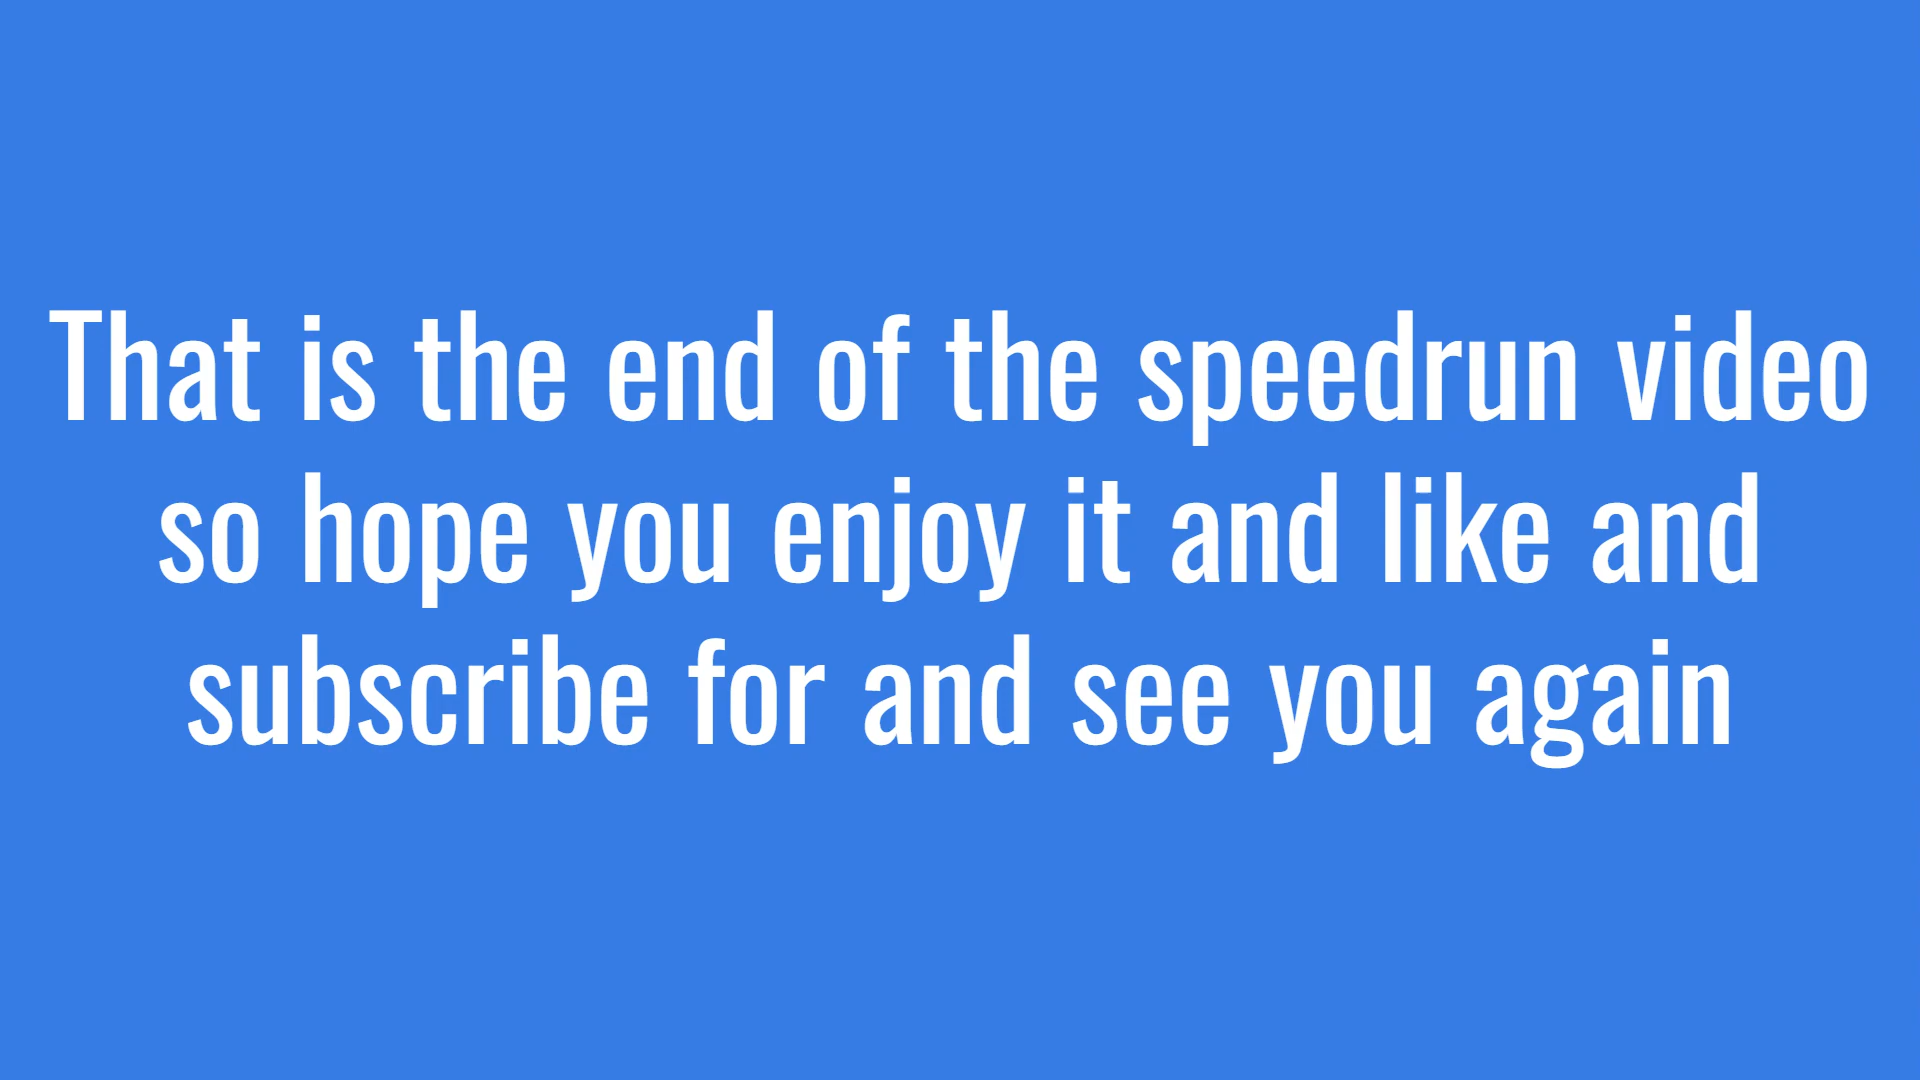 That is the end of the speedrun video
so hope you enjoy it and like and
subscribe for and see you again